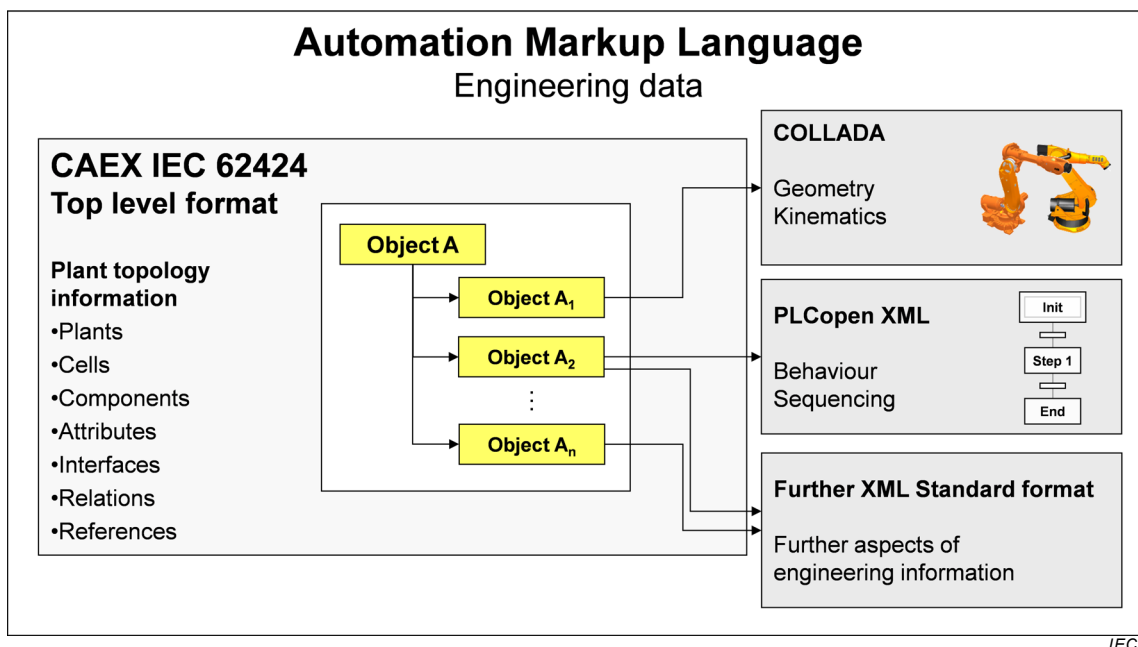 Automation Markup Language
Engineering data
CAEX IEC 62424
Top level format
Plant topology
information
•Plants
•Cells
•Components
•Attributes
•Interfaces
•Relations
•References
Object A
Object A₁
Object A₂
⋮
Object Aₙ
COLLADA
Geometry
Kinematics
PLCopen XML
Behaviour
Sequencing
Init
Step 1
End
Further XML Standard format
Further aspects of
engineering information
IEC